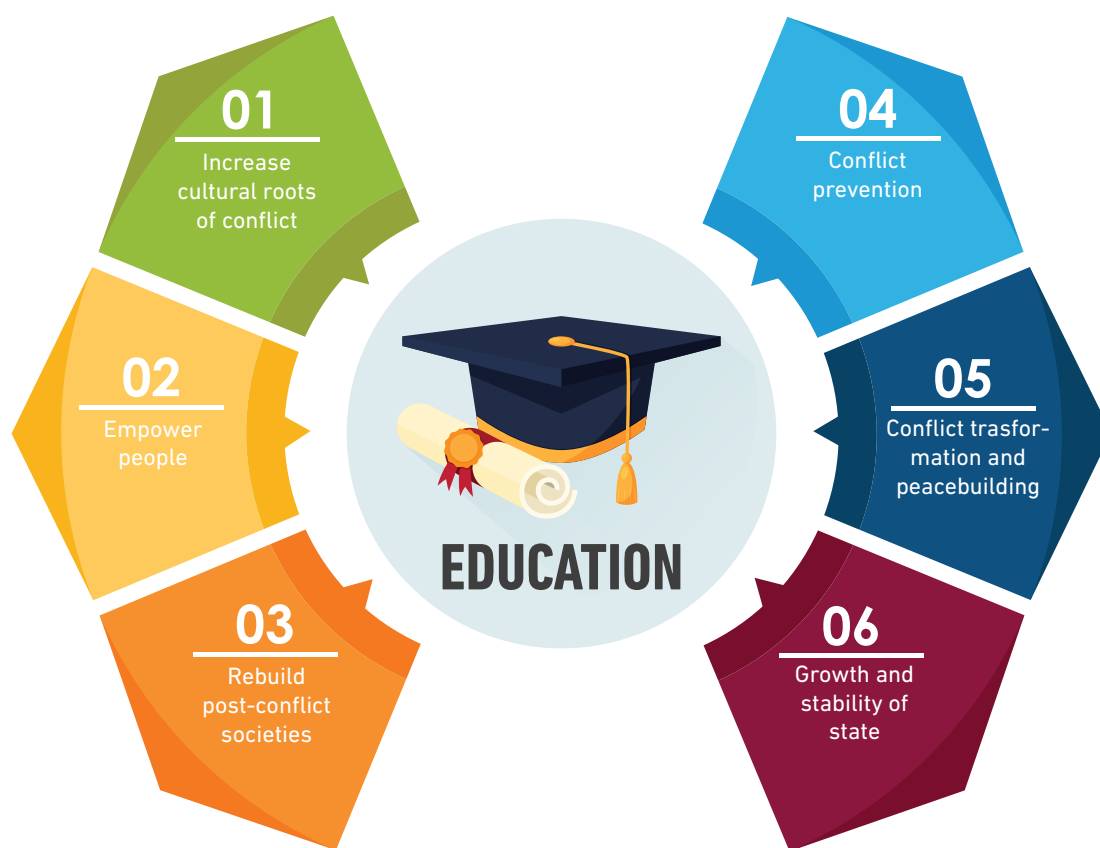 01
Increase
cultural roots
of conflict
02
Empower
people
03
Rebuild
post-conflict
societies
EDUCATION
04
Conflict
prevention
05
Conflict trasfor-
mation and
peacebuilding
06
Growth and
stability of
state